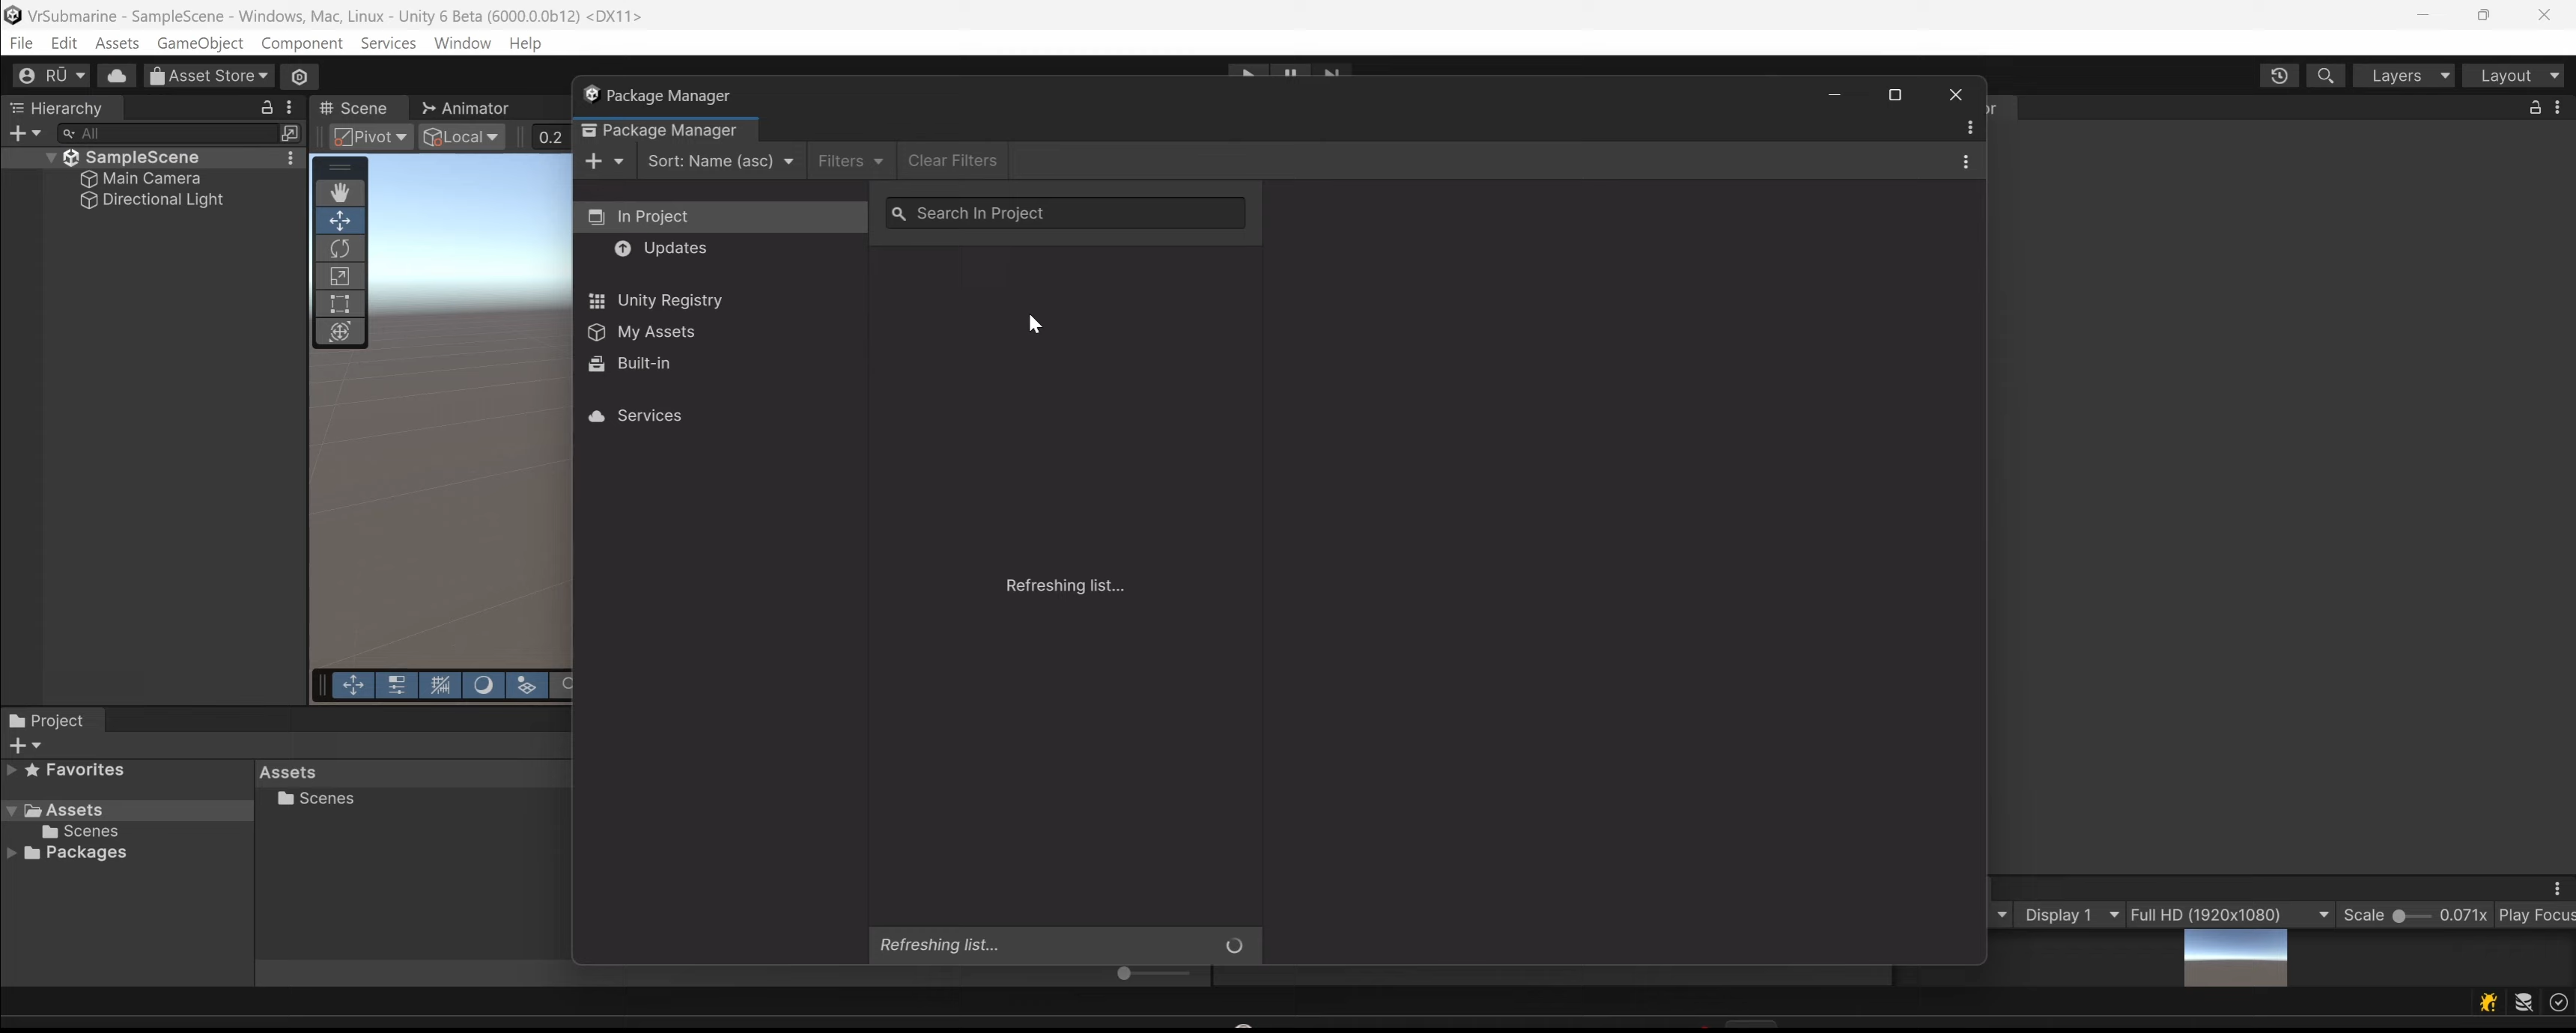 VrSubmarine - SampleScene - Windows, Mac, Linux - Unity 6 Beta (6000.0.0b12) <DX11>
File Edit Assets GameObject Component Services Window Help
RŪ Asset Store Layers Layout
Hierarchy Scene Animator
All Pivot Local 0.2
SampleScene
Main Camera
Directional Light
Package Manager
Package Manager
Sort: Name (asc) Filters Clear Filters
In Project
Updates
Unity Registry
My Assets
Built-in
Services
Search In Project
Refreshing list...
Refreshing list...
Project
Favorites
Assets
Scenes
Packages
Assets
Scenes
Display 1 Full HD (1920x1080) Scale 0.071x Play Focus